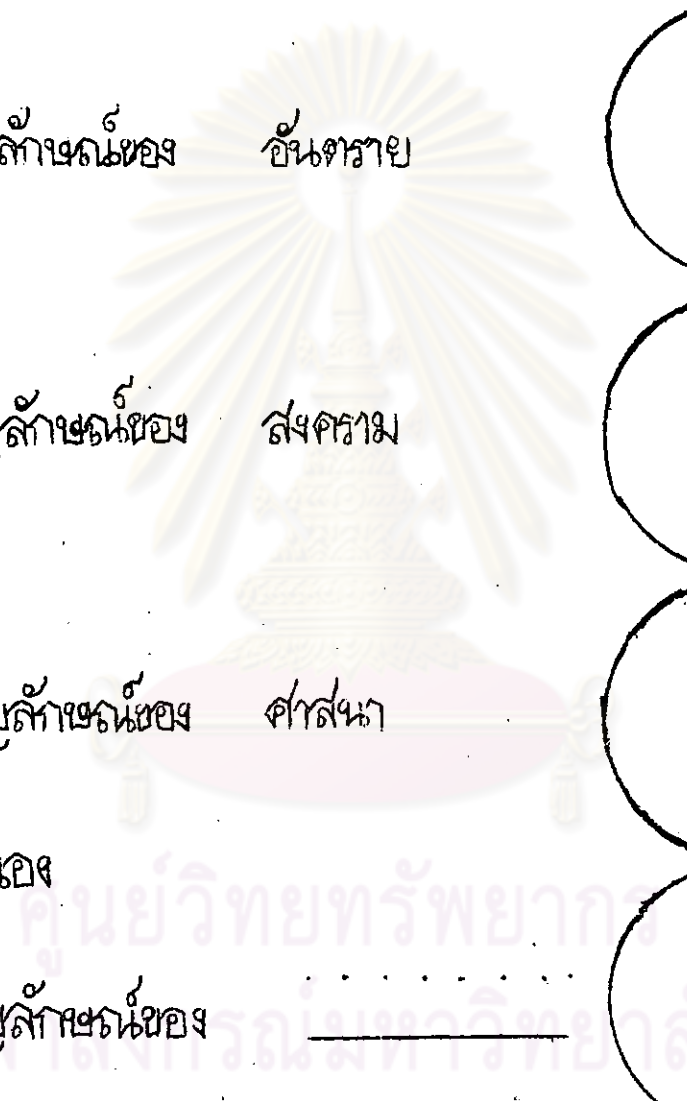 ลักษณ์ของ อันตราย
ลักษณ์ของ สงคราม
ลักษณ์ของ ศาสนา
เอง
ศูนย์วิทยทรัพยากร
ลักษณ์ของ